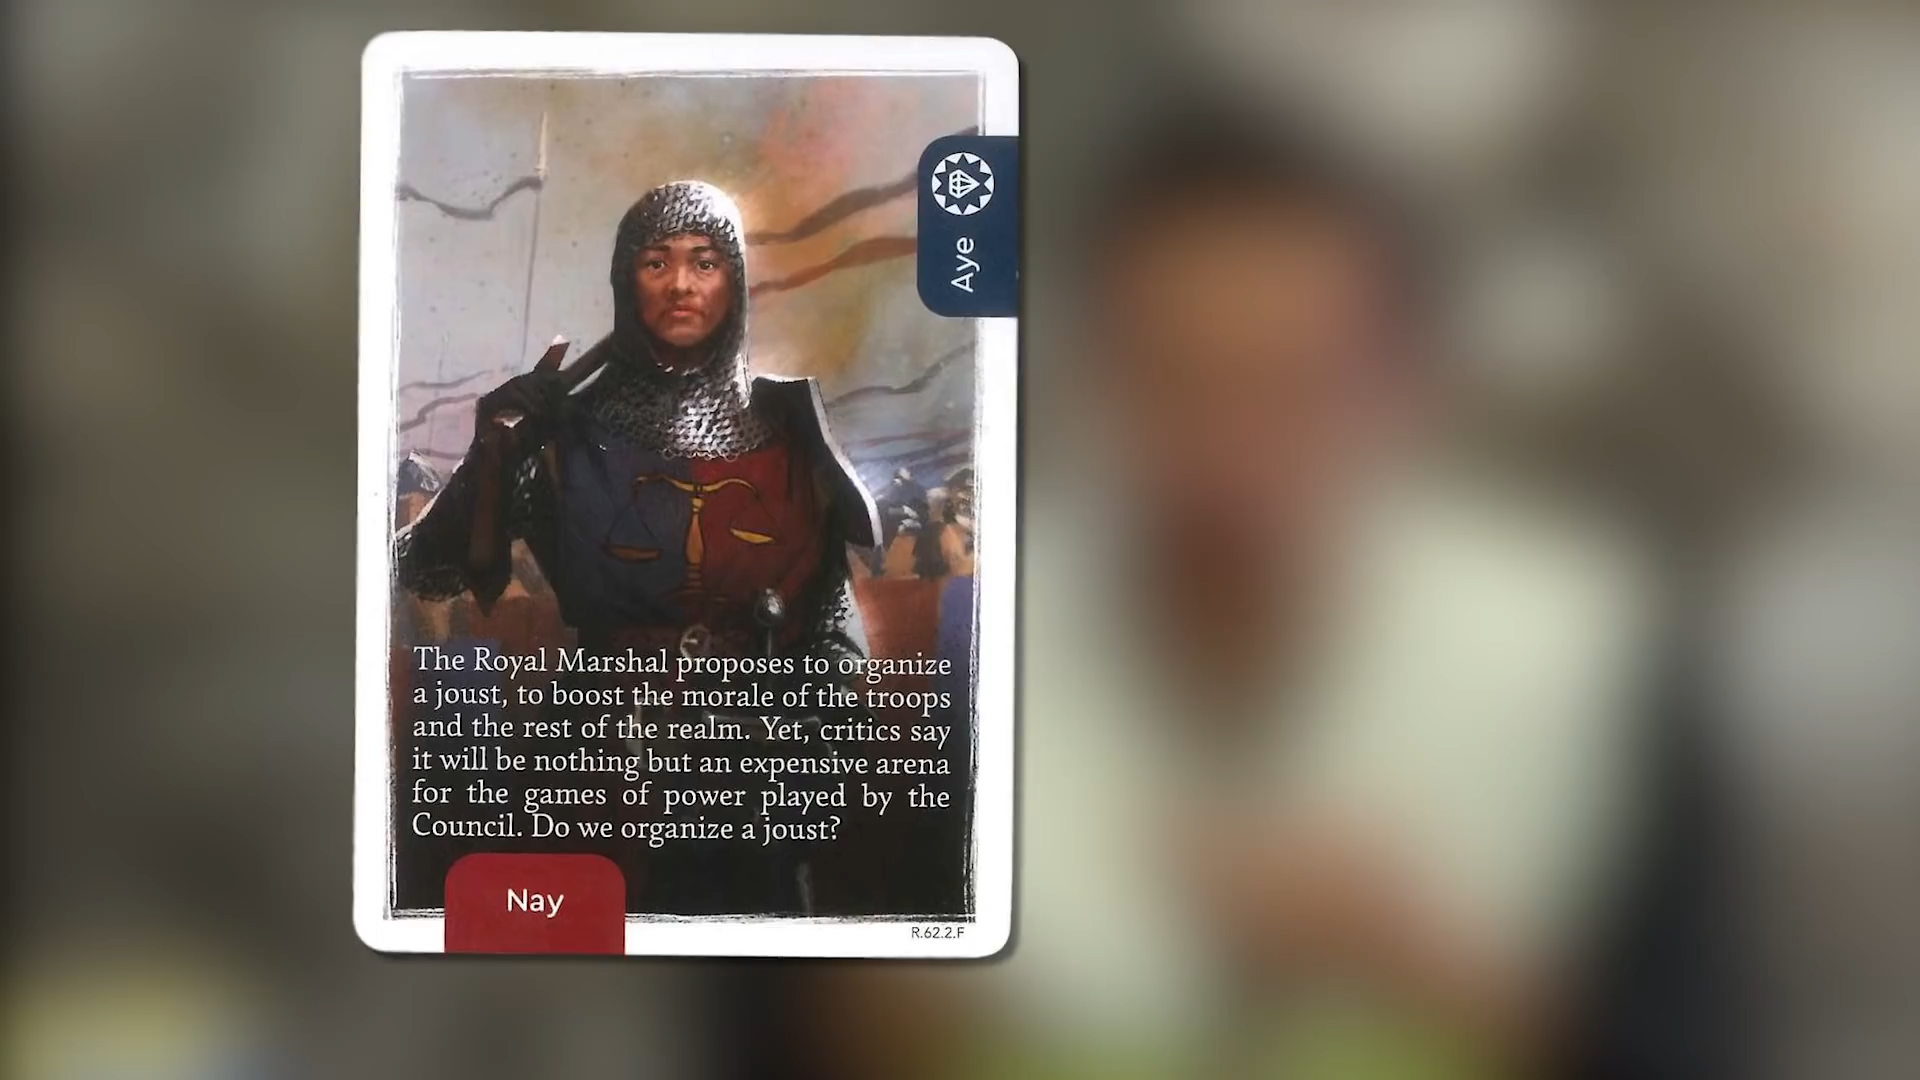 Aye
The Royal Marshal proposes to organize
a joust, to boost the morale of the troops
and the rest of the realm. Yet, critics say
it will be nothing but an expensive arena
for the games of power played by the
Council. Do we organize a joust?
Nay
R.62.2.F